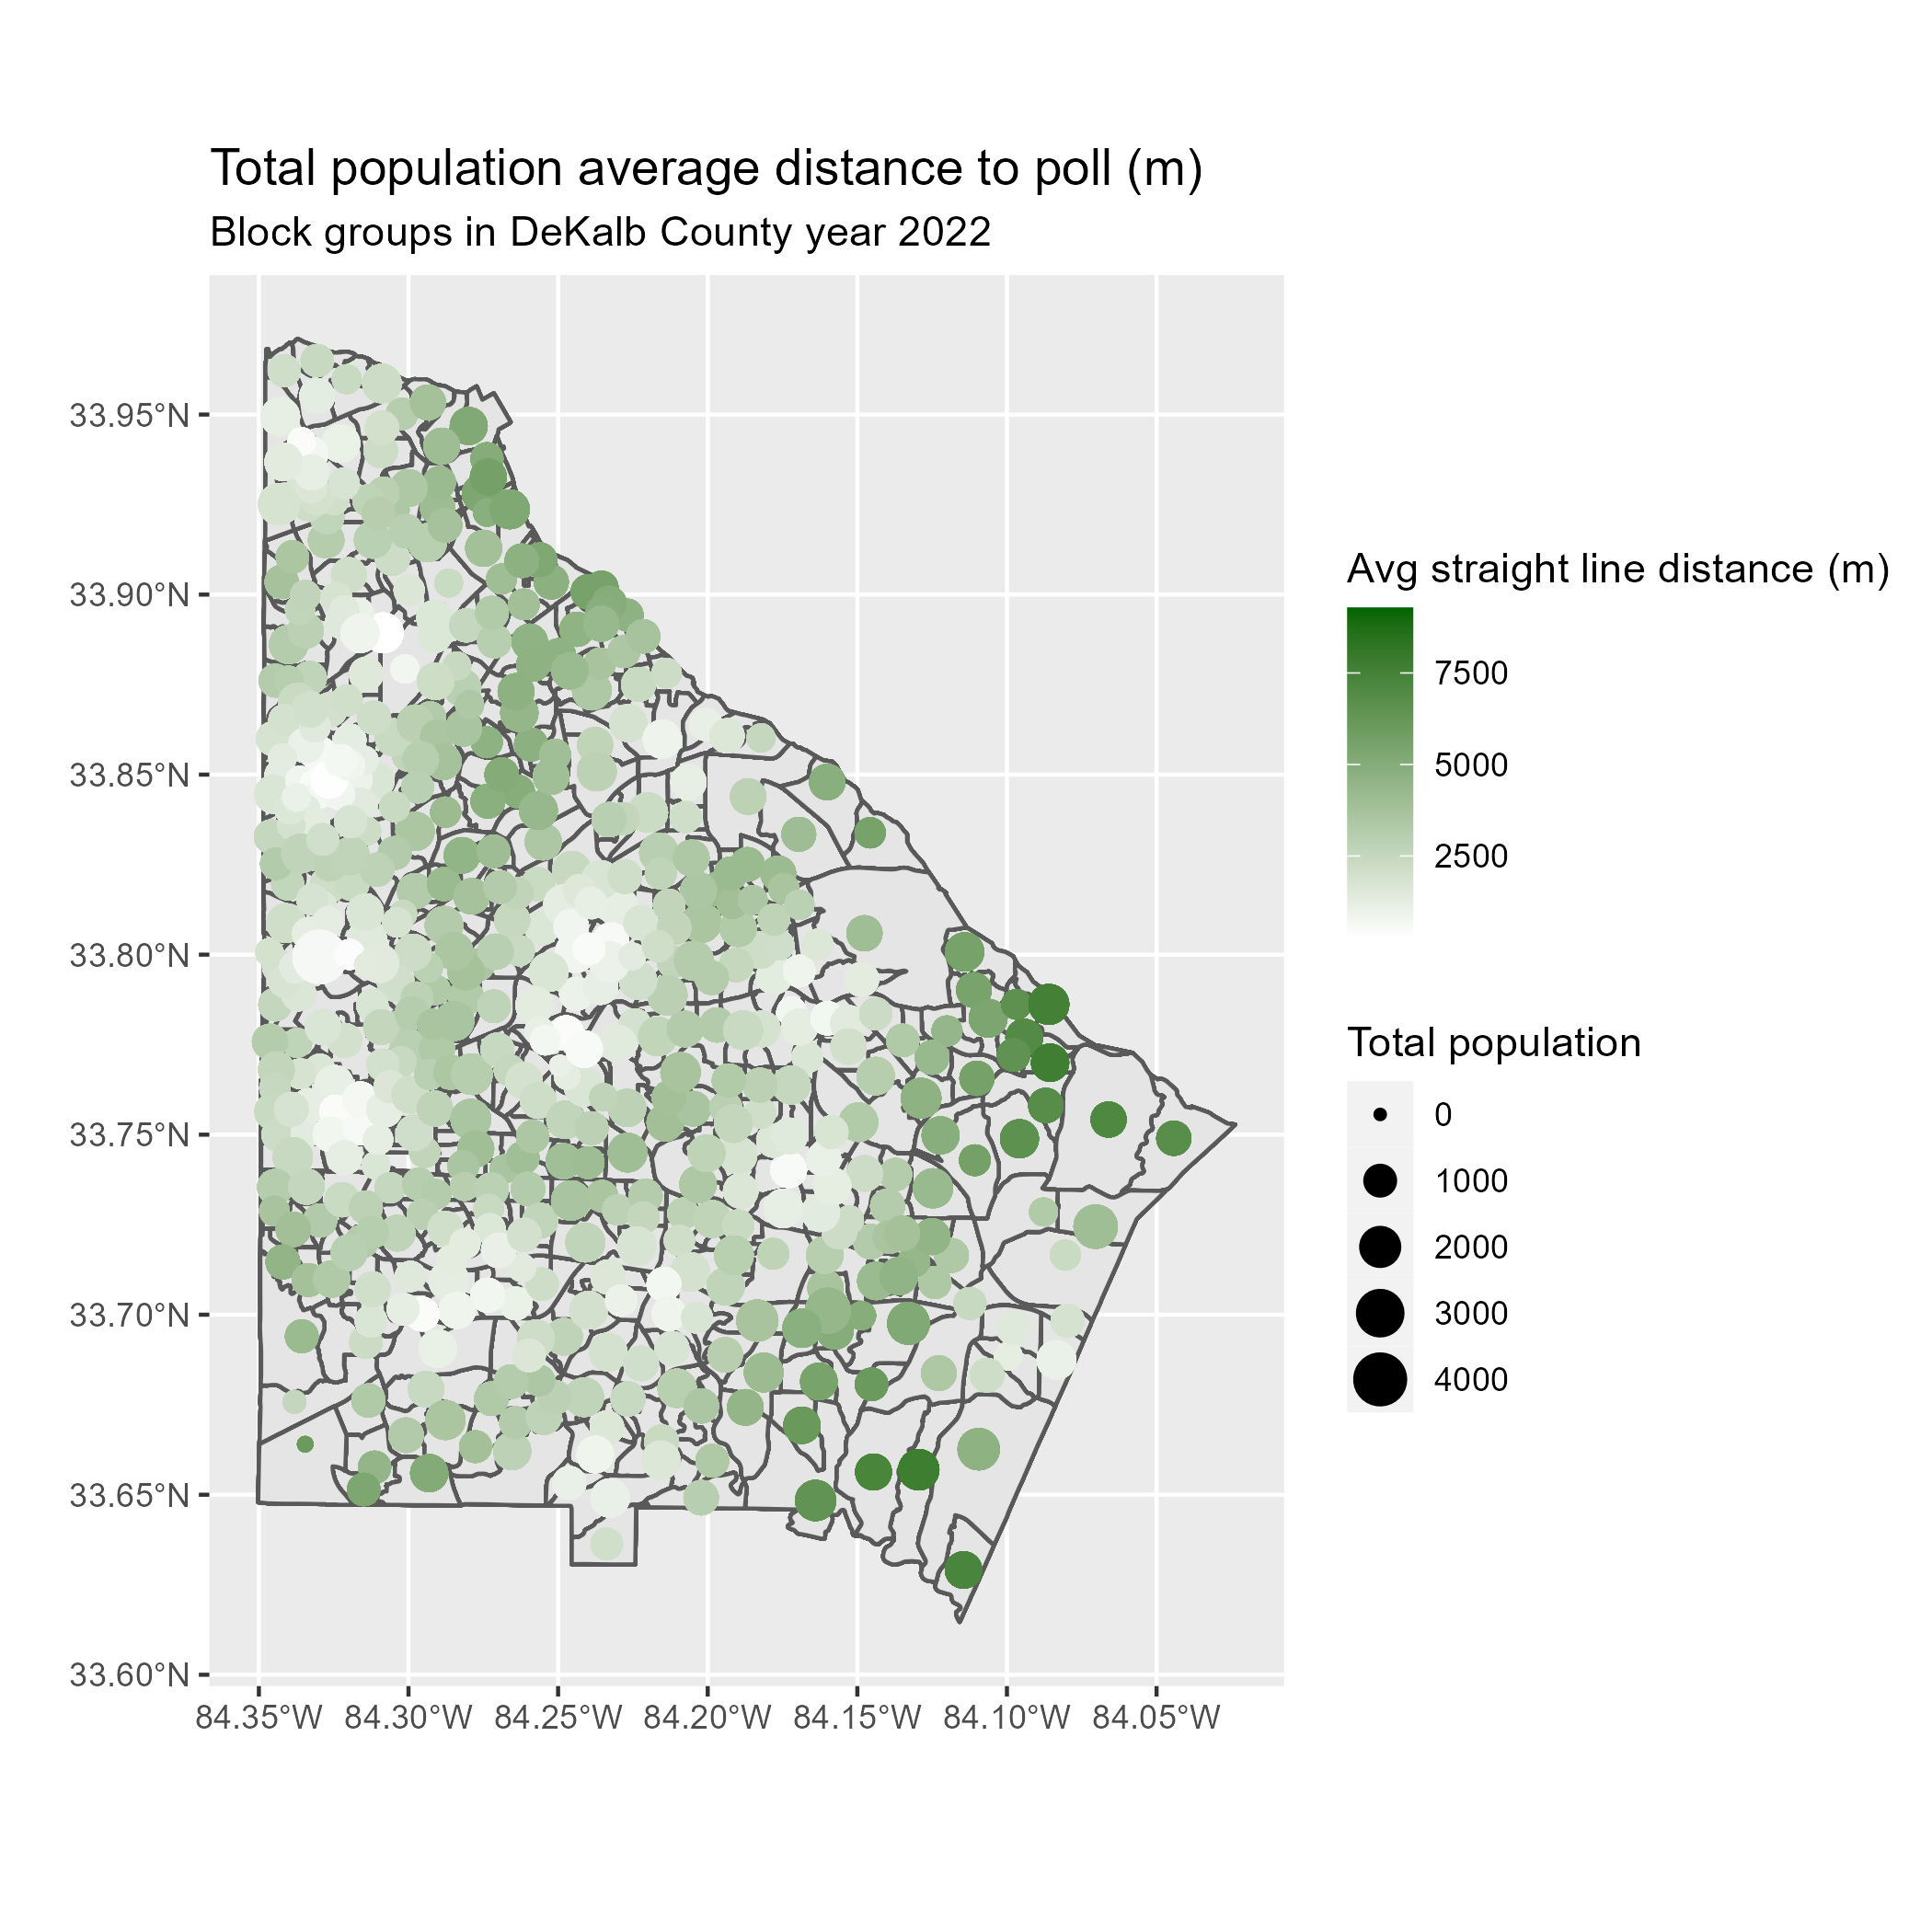 Total population average distance to poll (m)
Block groups in DeKalb County year 2022
33.95°N
33.90°N
33.85°N
33.80°N
33.75°N
33.70°N
33.65°N
33.60°N
84.35°W 84.30°W 84.25°W 84.20°W 84.15°W 84.10°W 84.05°W
Avg straight line distance (m)
7500
5000
2500
Total population
0
1000
2000
3000
4000